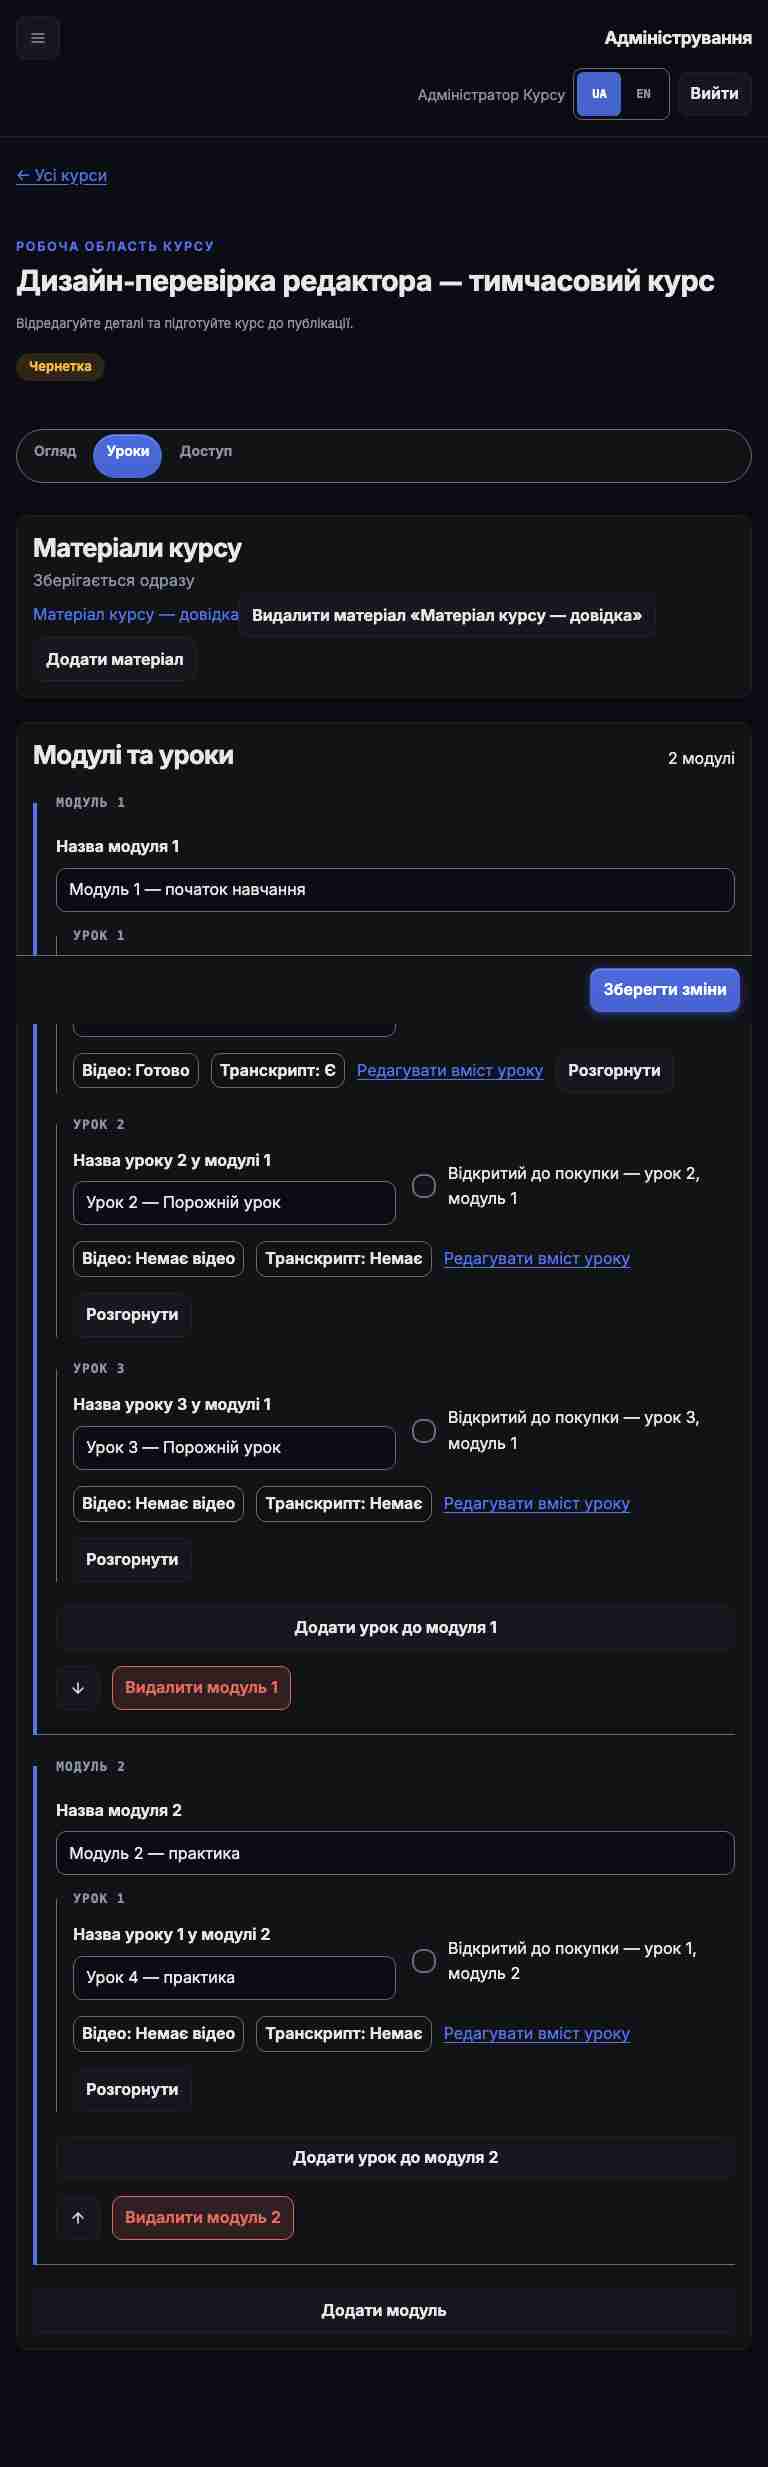 Адміністрування
Адміністратор Курсу
UA
EN
Вийти
← Усі курси
РОБОЧА ОБЛАСТЬ КУРСУ
Дизайн-перевірка редактора — тимчасовий курс
Відредагуйте деталі та підготуйте курс до публікації.
Чернетка
Огляд
Уроки
Доступ
Матеріали курсу
Зберігається одразу
Матеріал курсу — довідка
Видалити матеріал «Матеріал курсу — довідка»
Додати матеріал
Модулі та уроки
2 модулі
МОДУЛЬ 1
Назва модуля 1
Модуль 1 — початок навчання
УРОК 1
Зберегти зміни
Відео: Готово
Транскрипт: Є
Редагувати вміст уроку
Розгорнути
УРОК 2
Назва уроку 2 у модулі 1
Урок 2 — Порожній урок
Відкритий до покупки — урок 2,
модуль 1
Відео: Немає відео
Транскрипт: Немає
Редагувати вміст уроку
Розгорнути
УРОК 3
Назва уроку 3 у модулі 1
Урок 3 — Порожній урок
Відкритий до покупки — урок 3,
модуль 1
Відео: Немає відео
Транскрипт: Немає
Редагувати вміст уроку
Розгорнути
Додати урок до модуля 1
↓
Видалити модуль 1
МОДУЛЬ 2
Назва модуля 2
Модуль 2 — практика
УРОК 1
Назва уроку 1 у модулі 2
Урок 4 — практика
Відкритий до покупки — урок 1,
модуль 2
Відео: Немає відео
Транскрипт: Немає
Редагувати вміст уроку
Розгорнути
Додати урок до модуля 2
↑
Видалити модуль 2
Додати модуль